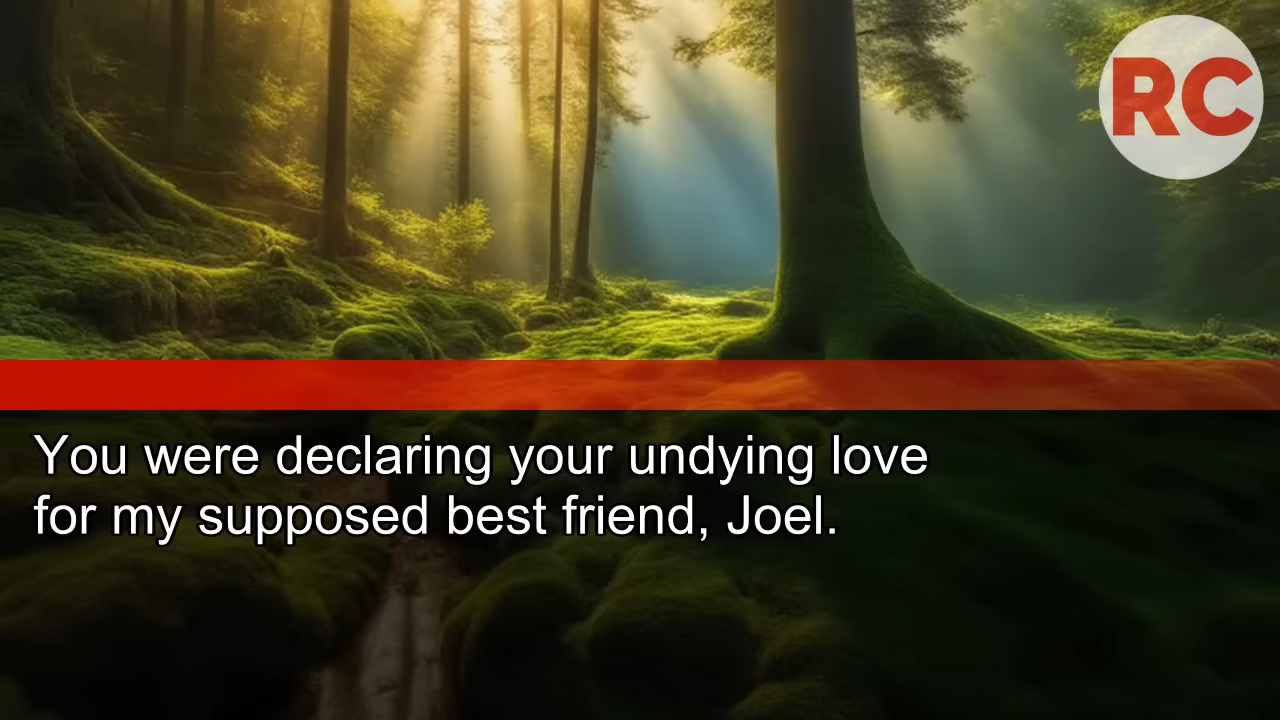 RC
You were declaring your undying love
for my supposed best friend, Joel.